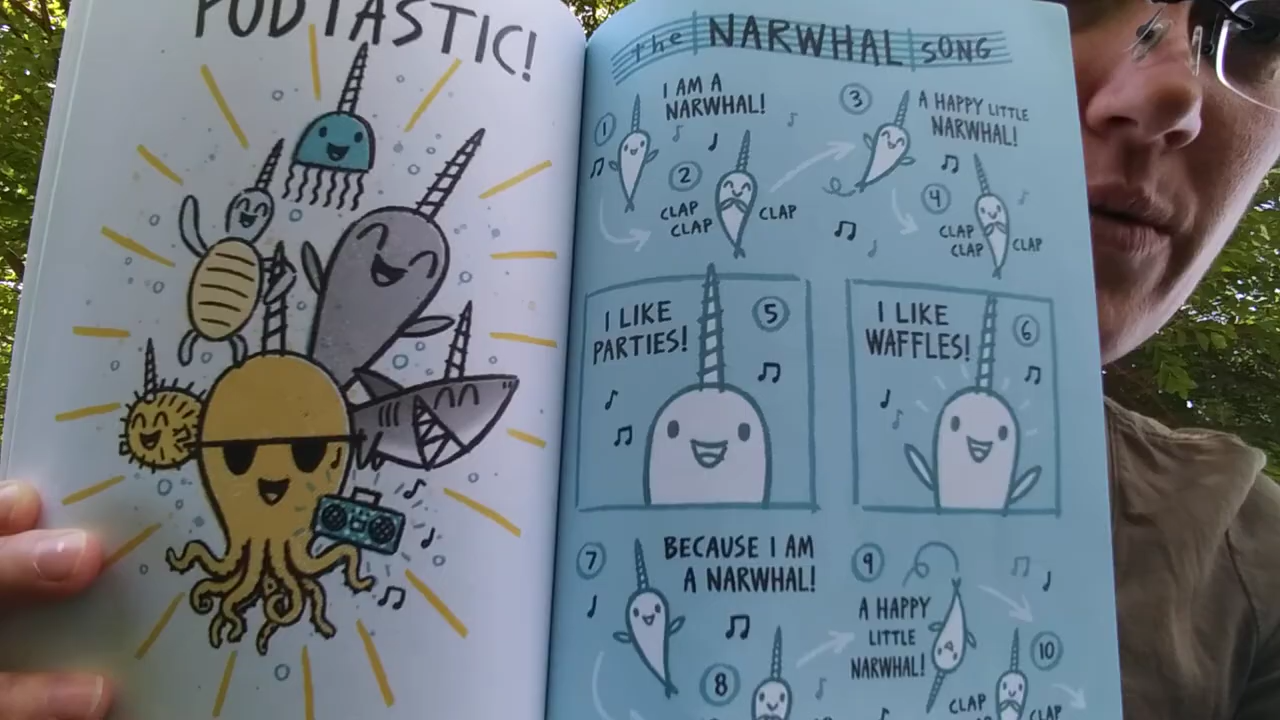 PODTASTIC!
the NARWHAL SONG
1
I AM A
NARWHAL!
2
CLAP
CLAP
CLAP
3
A HAPPY LITTLE
NARWHAL!
4
CLAP
CLAP
CLAP
I LIKE
PARTIES!
5
I LIKE
WAFFLES!
6
7
BECAUSE I AM
A NARWHAL!
8
9
A HAPPY
LITTLE
NARWHAL!
10
CLAP
CLAP